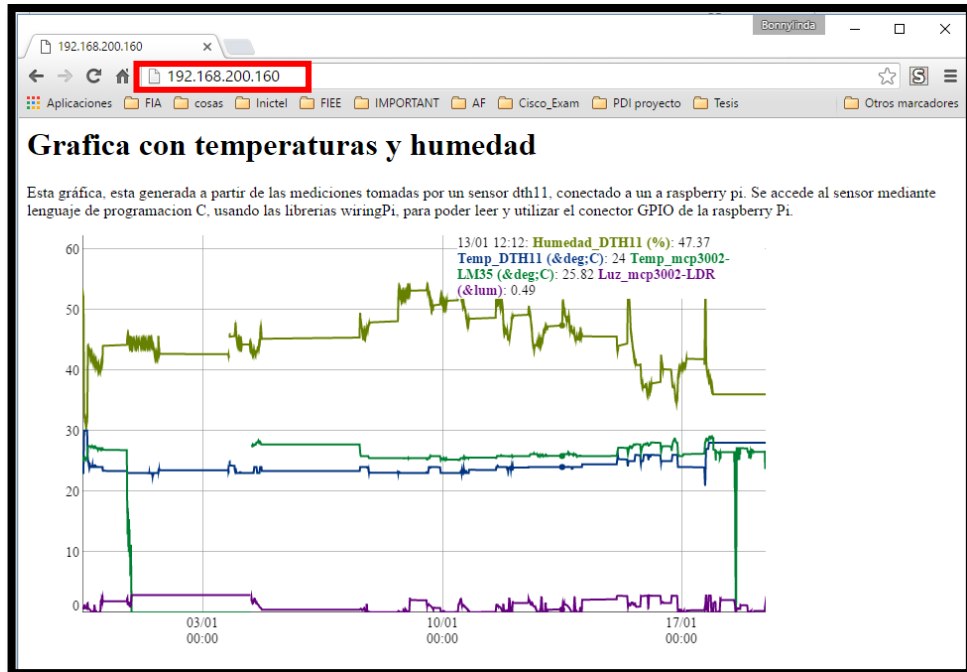 Bonnylinda
192.168.200.160
192.168.200.160
Aplicaciones FIA cosas Inictel FIEE IMPORTANT AF Cisco_Exam PDI proyecto Tesis Otros marcadores
Grafica con temperaturas y humedad
Esta gráfica, esta generada a partir de las mediciones tomadas por un sensor dth11, conectado a un a raspberry pi. Se accede al sensor mediante
lenguaje de programacion C, usando las librerias wiringPi, para poder leer y utilizar el conector GPIO de la raspberry Pi.
13/01 12:12: Humedad_DTH11 (%): 47.37
Temp_DTH11 (&deg;C): 24 Temp_mcp3002-
LM35 (&deg;C): 25.82 Luz_mcp3002-LDR
(&lum): 0.49
60
50
40
30
20
10
0
03/01 10/01 17/01
00:00 00:00 00:00